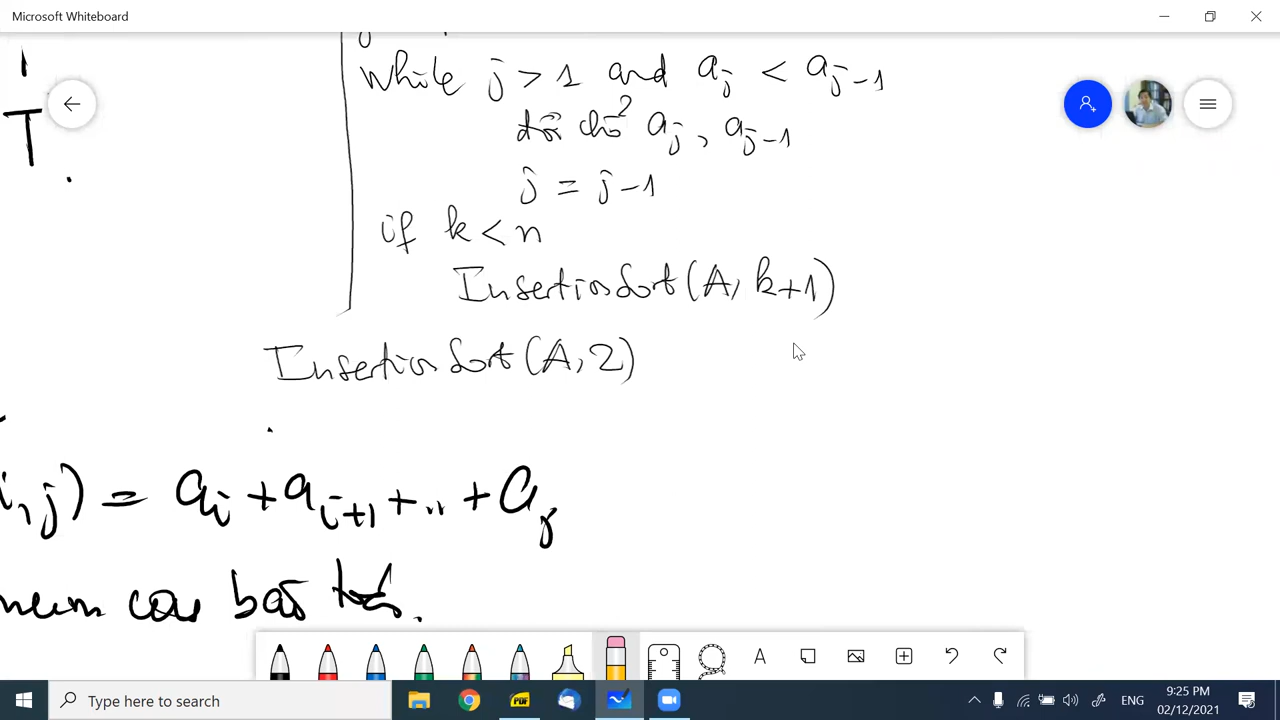 Microsoft Whiteboard
T
while j > 1 and aj < aj-1
đổi chỗ aj, aj-1
j = j-1
if k < n
InsertionSort(A, k+1)
InsertionSort(A, 2)
i, j) = ai + ai+1 + .. + aj
A
Type here to search
PDF
ENG
9:25 PM
02/12/2021